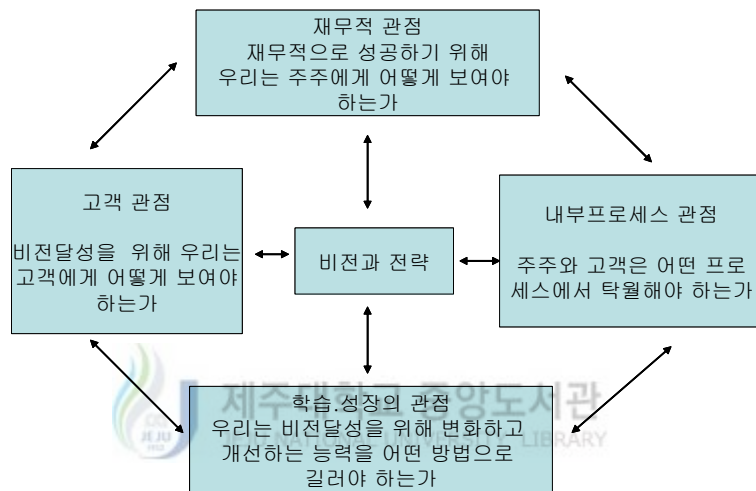 재무적 관점
재무적으로 성공하기 위해
우리는 주주에게 어떻게 보여야
하는가
고객 관점
비전달성을 위해 우리는
고객에게 어떻게 보여야
하는가
비전과 전략
내부프로세스 관점
주주와 고객은 어떤 프로
세스에서 탁월해야 하는가
제주대학교 중앙도서관
JEJU NATIONAL UNIVERSITY LIBRARY
JEJU
1952
학습.성장의 관점
우리는 비전달성을 위해 변화하고
개선하는 능력을 어떤 방법으로
길러야 하는가